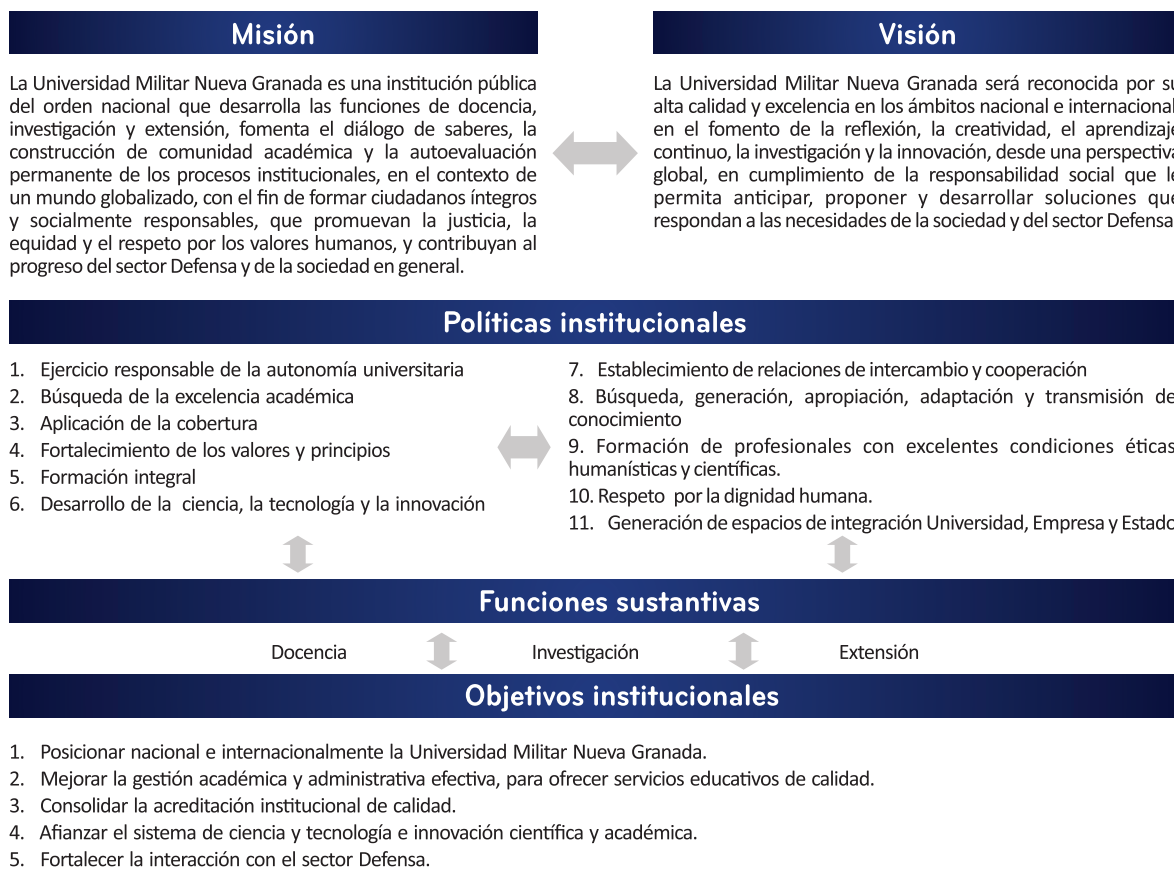 Misión
La Universidad Militar Nueva Granada es una institución pública
del orden nacional que desarrolla las funciones de docencia,
investigación y extensión, fomenta el diálogo de saberes, la
construcción de comunidad académica y la autoevaluación
permanente de los procesos institucionales, en el contexto de
un mundo globalizado, con el fin de formar ciudadanos íntegros
y socialmente responsables, que promuevan la justicia, la
equidad y el respeto por los valores humanos, y contribuyan al
progreso del sector Defensa y de la sociedad en general.
Visión
La Universidad Militar Nueva Granada será reconocida por su
alta calidad y excelencia en los ámbitos nacional e internacional
en el fomento de la reflexión, la creatividad, el aprendizaje
continuo, la investigación y la innovación, desde una perspectiva
global, en cumplimiento de la responsabilidad social que le
permita anticipar, proponer y desarrollar soluciones que
respondan a las necesidades de la sociedad y del sector Defensa
Políticas institucionales
1. Ejercicio responsable de la autonomía universitaria
2. Búsqueda de la excelencia académica
3. Aplicación de la cobertura
4. Fortalecimiento de los valores y principios
5. Formación integral
6. Desarrollo de la ciencia, la tecnología y la innovación
7. Establecimiento de relaciones de intercambio y cooperación
8. Búsqueda, generación, apropiación, adaptación y transmisión de
conocimiento
9. Formación de profesionales con excelentes condiciones éticas
humanísticas y científicas.
10. Respeto por la dignidad humana.
11. Generación de espacios de integración Universidad, Empresa y Estado
Funciones sustantivas
Docencia
Investigación
Extensión
Objetivos institucionales
1. Posicionar nacional e internacionalmente la Universidad Militar Nueva Granada.
2. Mejorar la gestión académica y administrativa efectiva, para ofrecer servicios educativos de calidad.
3. Consolidar la acreditación institucional de calidad.
4. Afianzar el sistema de ciencia y tecnología e innovación científica y académica.
5. Fortalecer la interacción con el sector Defensa.